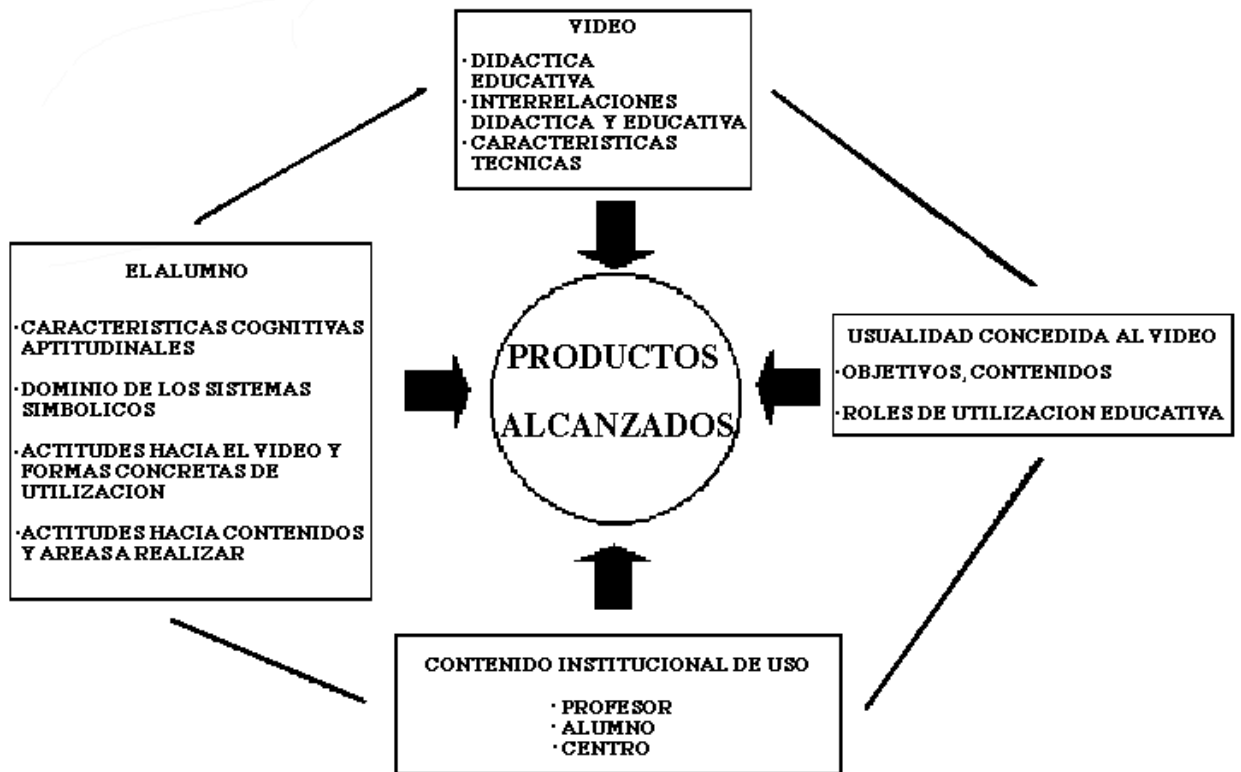 VIDEO
· DIDACTICA
EDUCATIVA
· INTERRELACIONES
DIDACTICA Y EDUCATIVA
· CARACTERISTICAS
TECNICAS
EL ALUMNO
· CARACTERISTICAS COGNITIVAS
APTITUDINALES
· DOMINIO DE LOS SISTEMAS
SIMBOLICOS
· ACTITUDES HACIA EL VIDEO Y
FORMAS CONCRETAS DE
UTILIZACION
· ACTITUDES HACIA CONTENIDOS
Y AREAS A REALIZAR
PRODUCTOS
ALCANZADOS
USUALIDAD CONCEDIDA AL VIDEO
· OBJETIVOS, CONTENIDOS
· ROLES DE UTILIZACION EDUCATIVA
CONTENIDO INSTITUCIONAL DE USO
· PROFESOR
· ALUMNO
· CENTRO